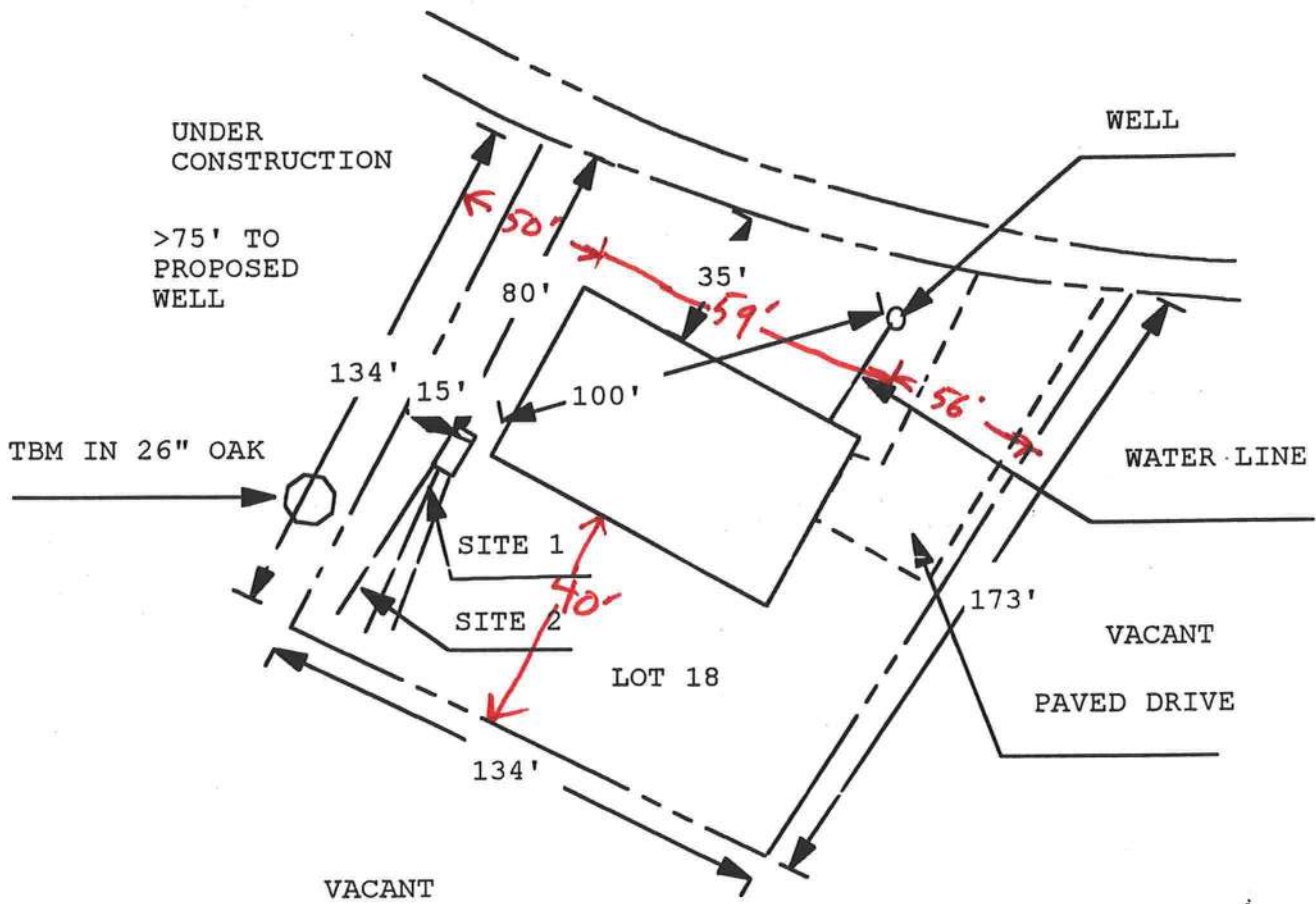 UNDER
CONSTRUCTION
WELL
>75' TO
PROPOSED
WELL
50'
35'
80'
59'
134'
15'
100'
56'
TBM IN 26" OAK
WATER LINE
SITE 1
40'
173'
SITE 2
VACANT
LOT 18
PAVED DRIVE
134'
VACANT